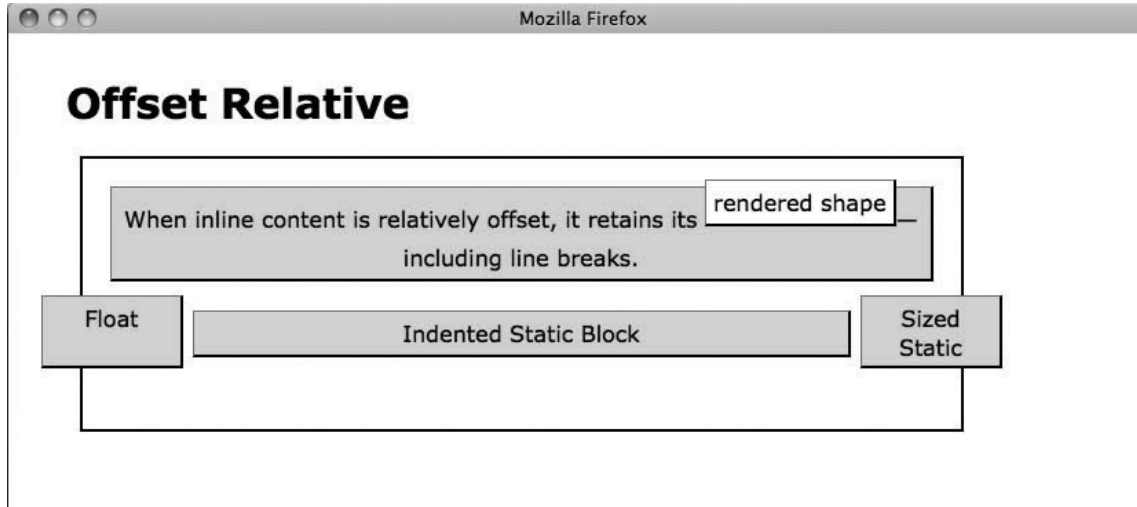 Mozilla Firefox
Offset Relative
When inline content is relatively offset, it retains its rendered shape —
including line breaks.
Float
Indented Static Block
Sized
Static